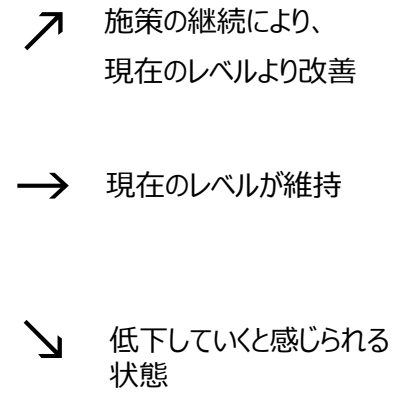 ↗ 施策の継続により、
現在のレベルより改善
→ 現在のレベルが維持
↘ 低下していくと感じられる
状態